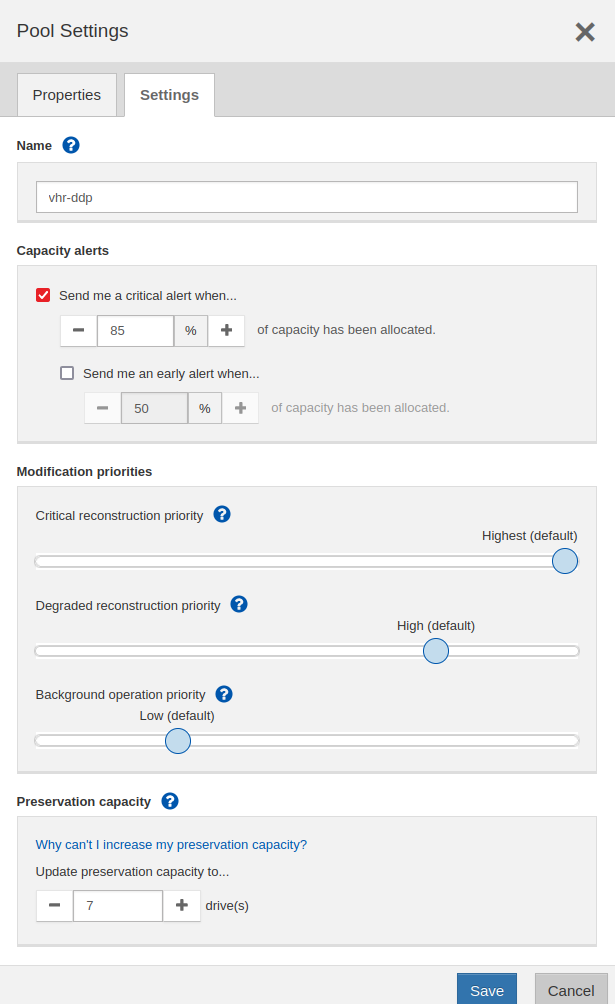 Pool Settings
Properties Settings
Name
vhr-ddp
Capacity alerts
Send me a critical alert when...
85 % of capacity has been allocated.
Send me an early alert when...
50 % of capacity has been allocated.
Modification priorities
Critical reconstruction priority
Highest (default)
Degraded reconstruction priority
High (default)
Background operation priority
Low (default)
Preservation capacity
Why can't I increase my preservation capacity?
Update preservation capacity to...
7 drive(s)
Save Cancel